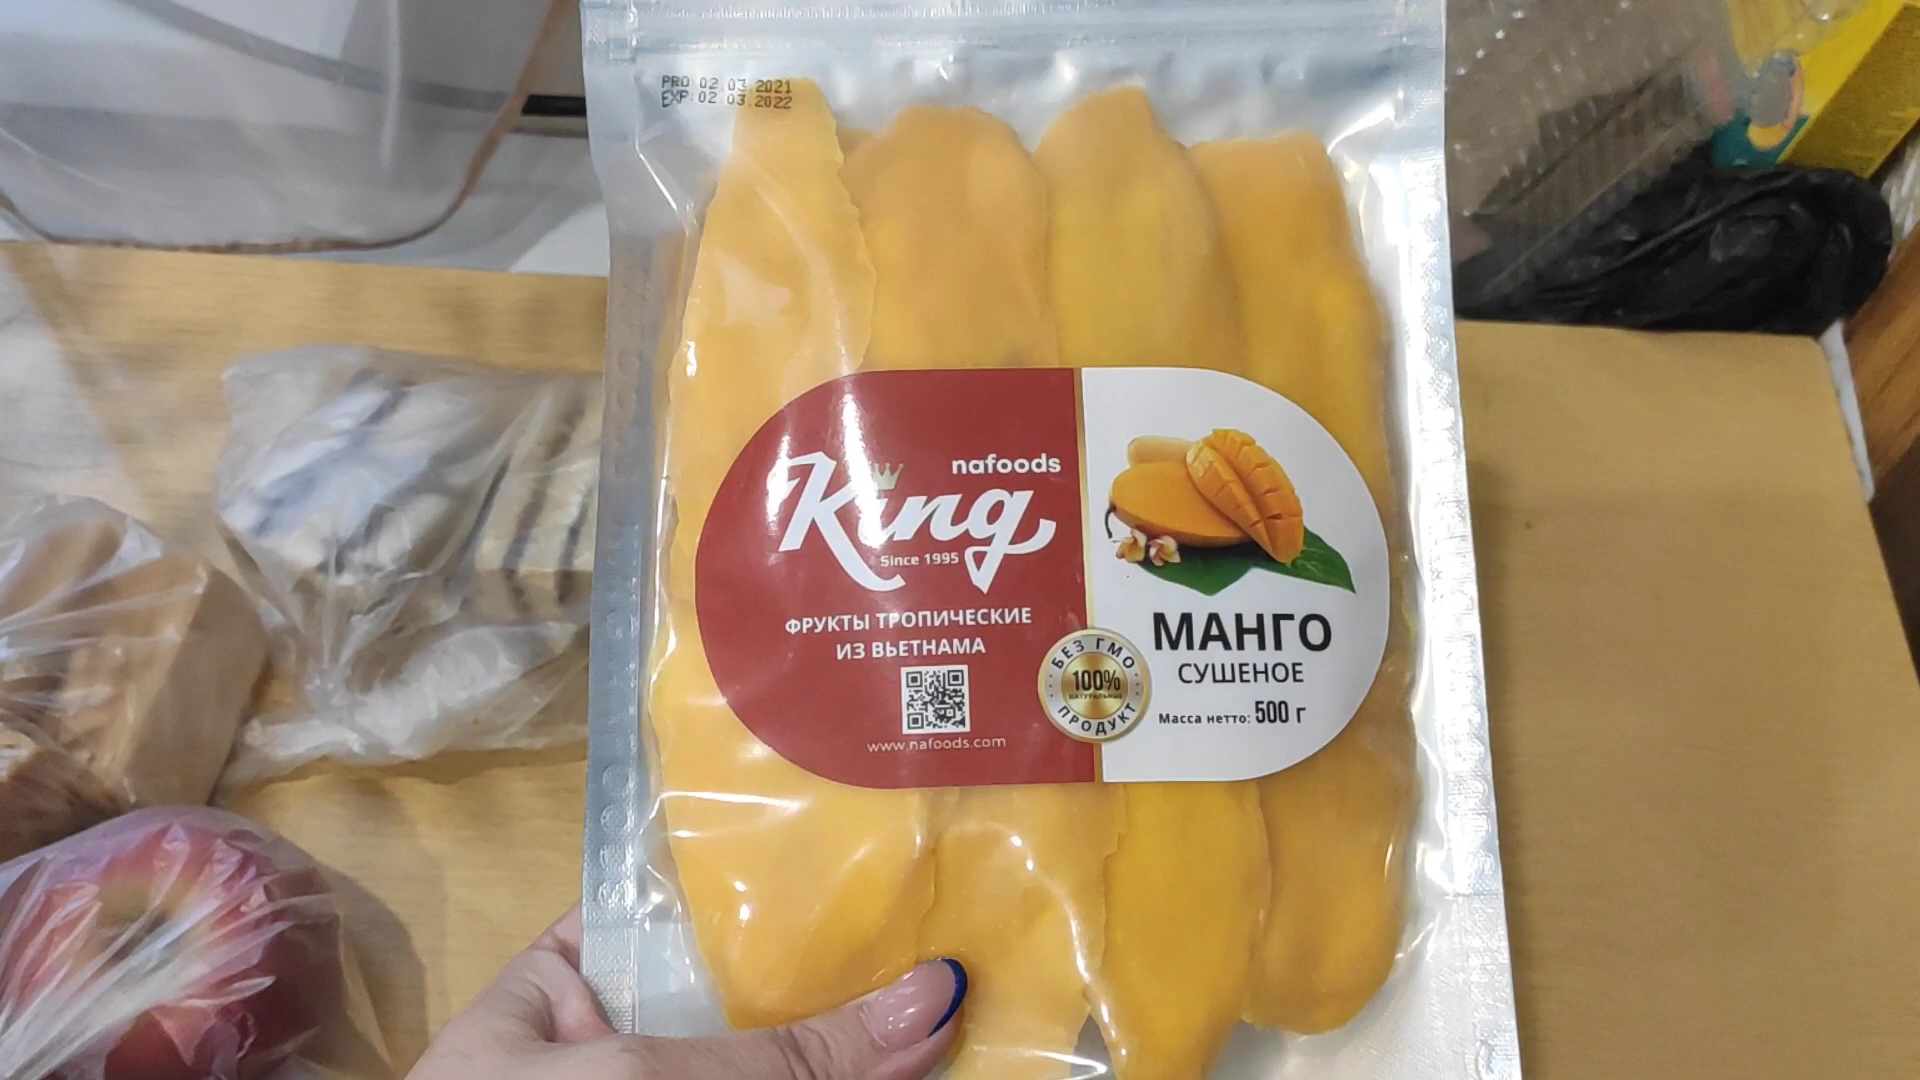 PRO 02 03 2021
EXP 02 03 2022
nafoods
King
Since 1995
ФРУКТЫ ТРОПИЧЕСКИЕ
ИЗ ВЬЕТНАМА
www.nafoods.com
БЕЗ ГМО
100%
НАТУРАЛЬНЫЙ
ПРОДУКТ
МАНГО
СУШЕНОЕ
Масса нетто: 500 г